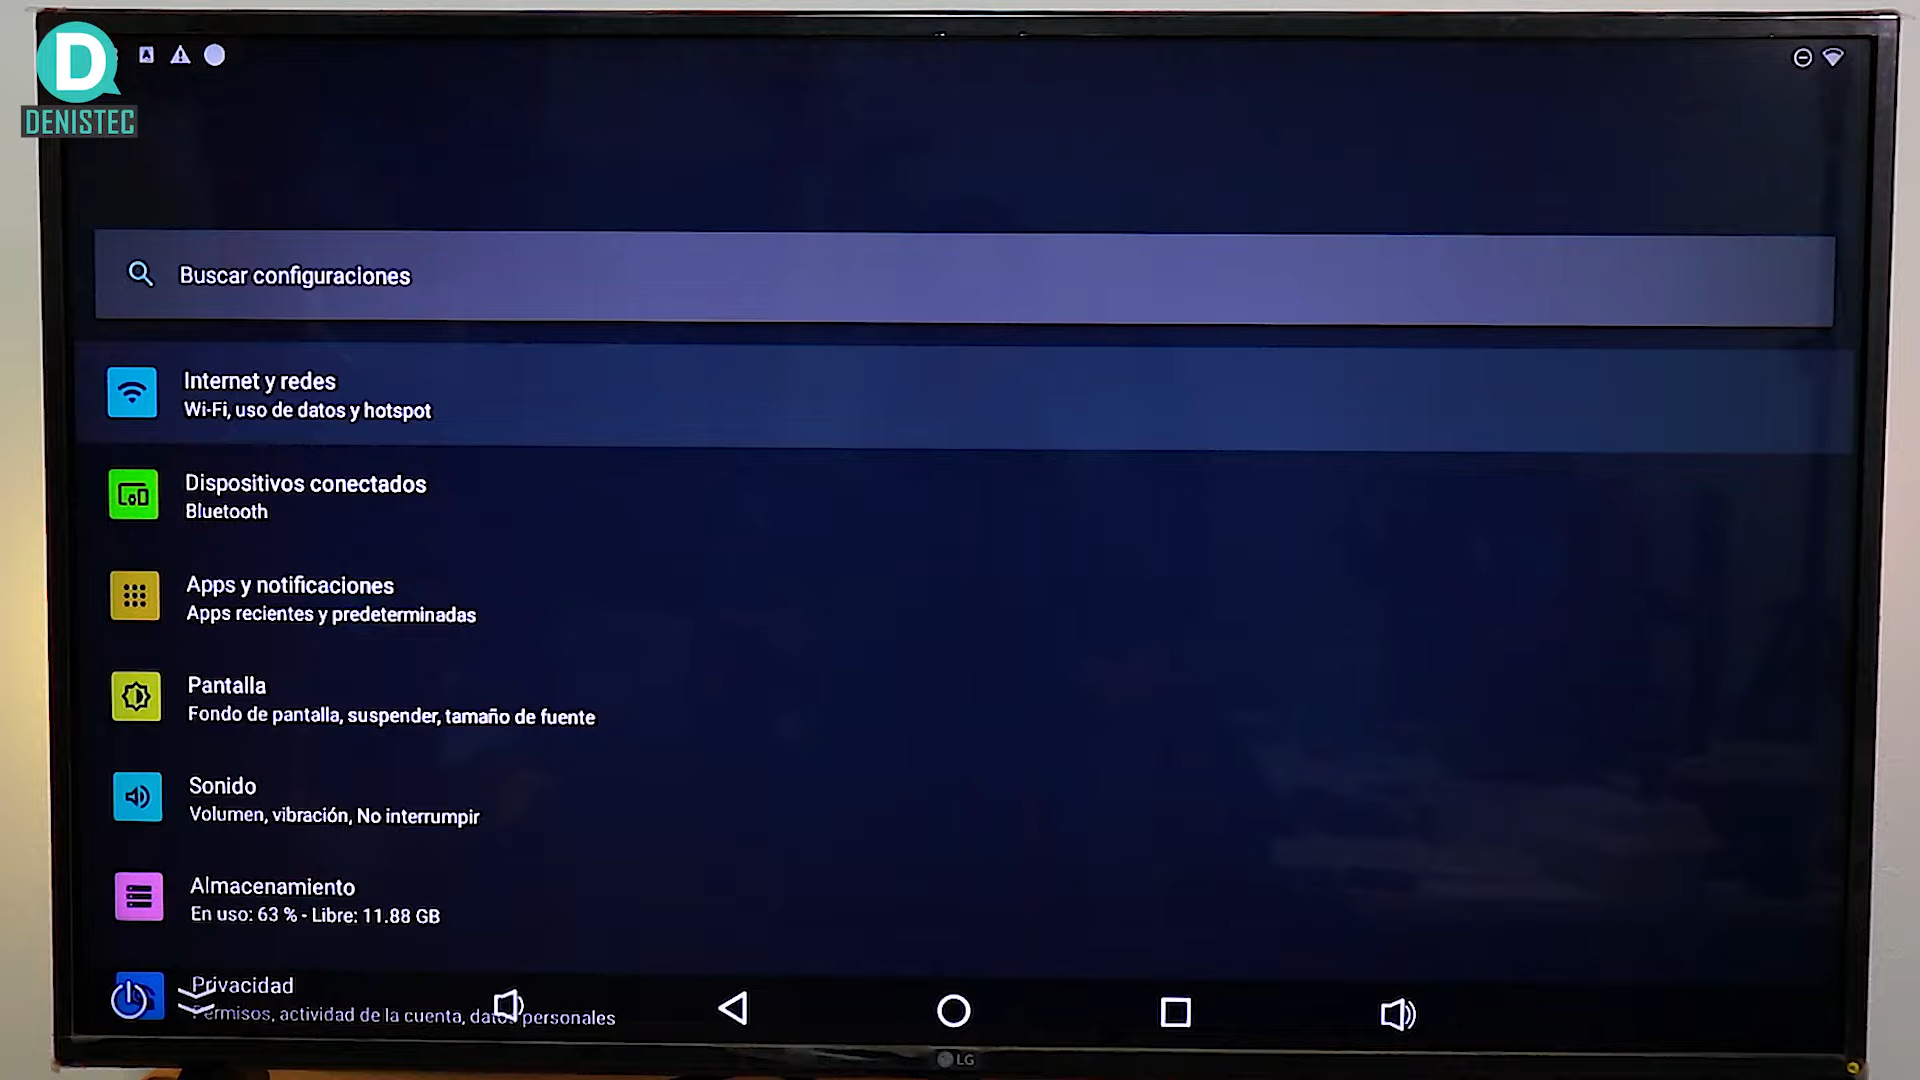 D
DENISTEC
Buscar configuraciones
Internet y redes
Wi-Fi, uso de datos y hotspot
Dispositivos conectados
Bluetooth
Apps y notificaciones
Apps recientes y predeterminadas
Pantalla
Fondo de pantalla, suspender, tamaño de fuente
Sonido
Volumen, vibración, No interrumpir
Almacenamiento
En uso: 63 % - Libre: 11.88 GB
Privacidad
Permisos, actividad de la cuenta, datos personales
LG